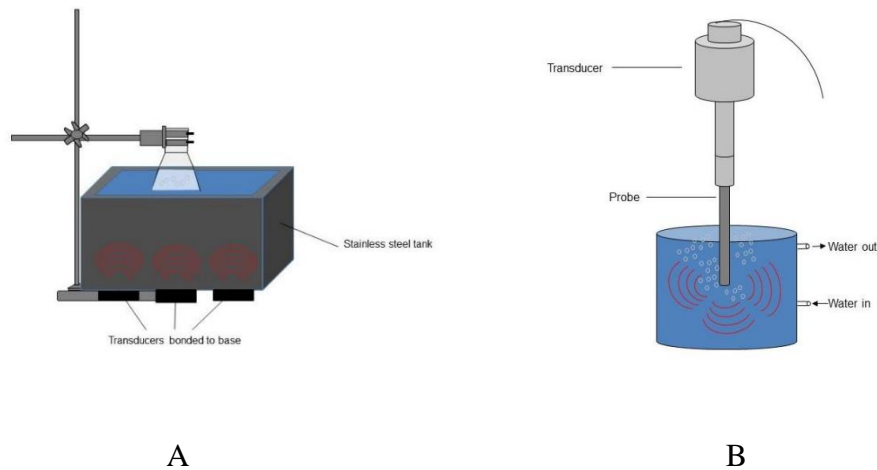 Transducer
Probe
Stainless steel tank
Water out
Water in
Transducers bonded to base
A
B